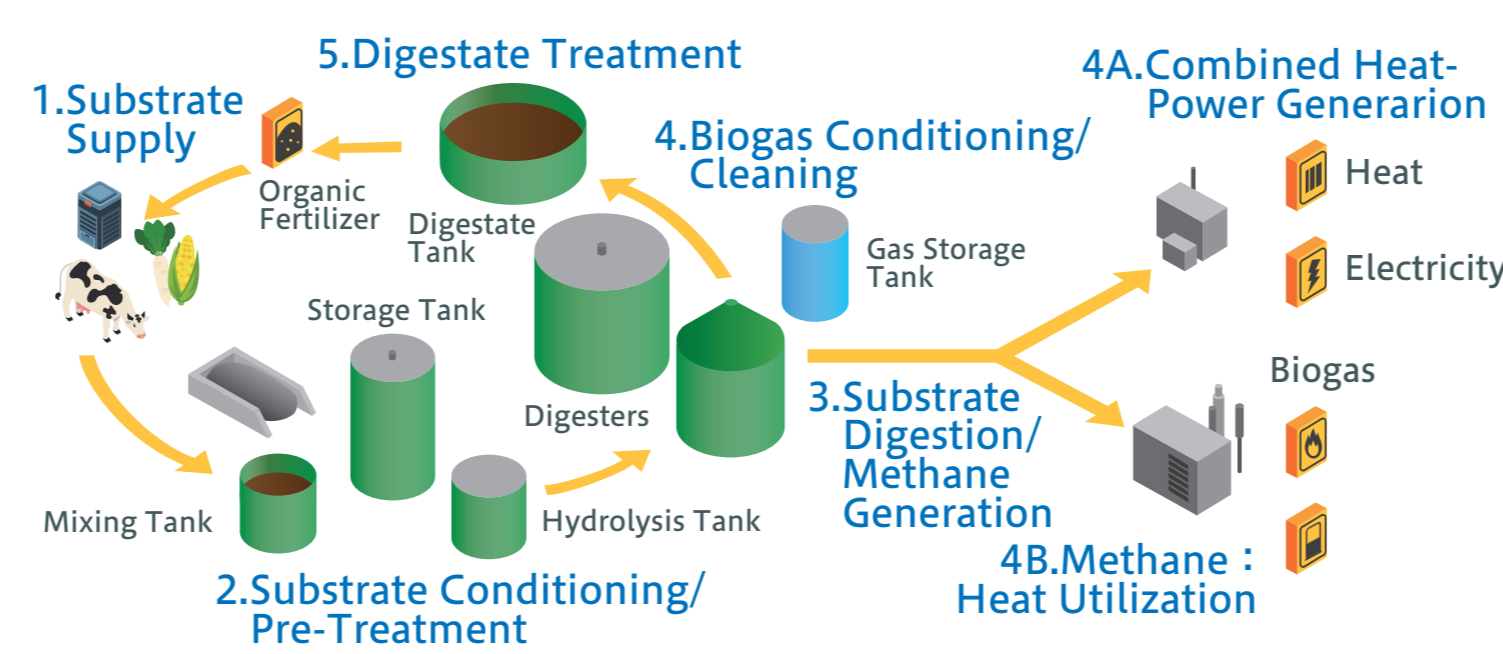 5.Digestate Treatment
1.Substrate
Supply
Organic
Fertilizer
Digestate
Tank
4.Biogas Conditioning/
Cleaning
Gas Storage
Tank
4A.Combined Heat-
Power Generarion
Heat
Electricity
Storage Tank
Digesters
3.Substrate
Digestion/
Methane
Generation
Biogas
Mixing Tank
Hydrolysis Tank
2.Substrate Conditioning/
Pre-Treatment
4B.Methane：
Heat Utilization